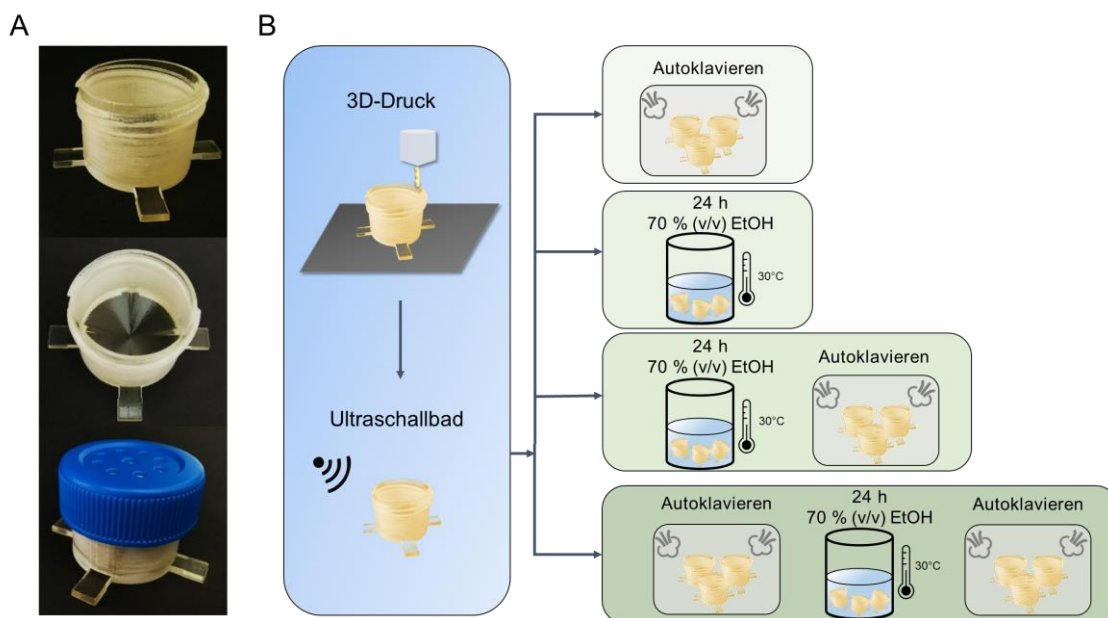 A
B
3D-Druck
Ultraschallbad
Autoklavieren
24 h
70 % (v/v) EtOH
30°C
24 h
70 % (v/v) EtOH
30°C
Autoklavieren
Autoklavieren
24 h
70 % (v/v) EtOH
30°C
Autoklavieren